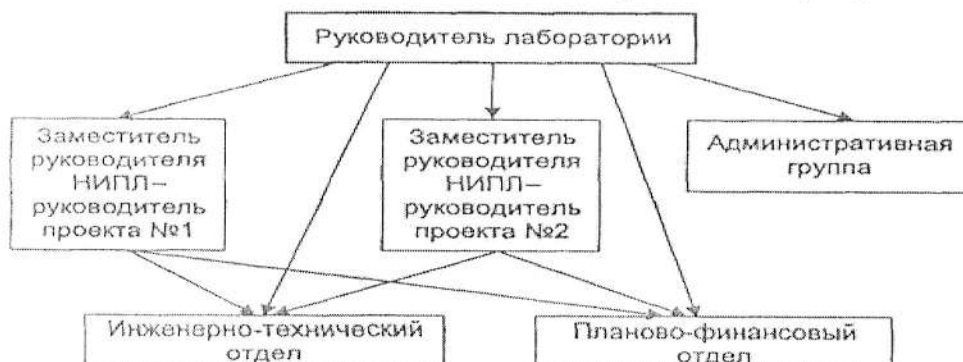 Руководитель лаборатории
Заместитель
руководителя
НИПЛ–
руководитель
проекта №1
Заместитель
руководителя
НИПЛ–
руководитель
проекта №2
Административная
группа
Инженерно-технический
отдел
Планово-финансовый
отдел